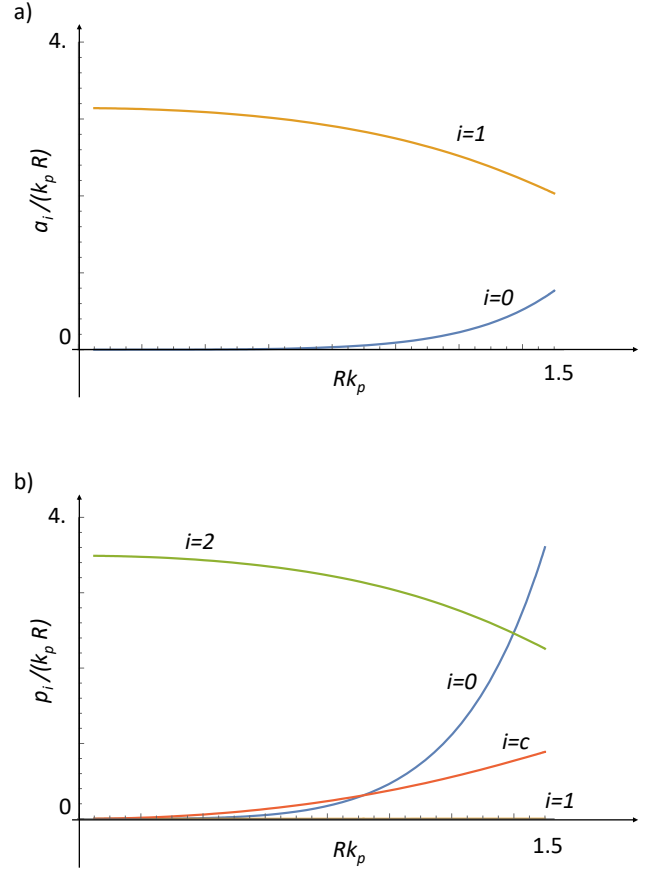 a)
4.
i=1
a_i /(k_p R)
i=0
0
Rk_p
1.5
b)
4.
i=2
p_i /(k_p R)
i=0
i=c
i=1
0
Rk_p
1.5